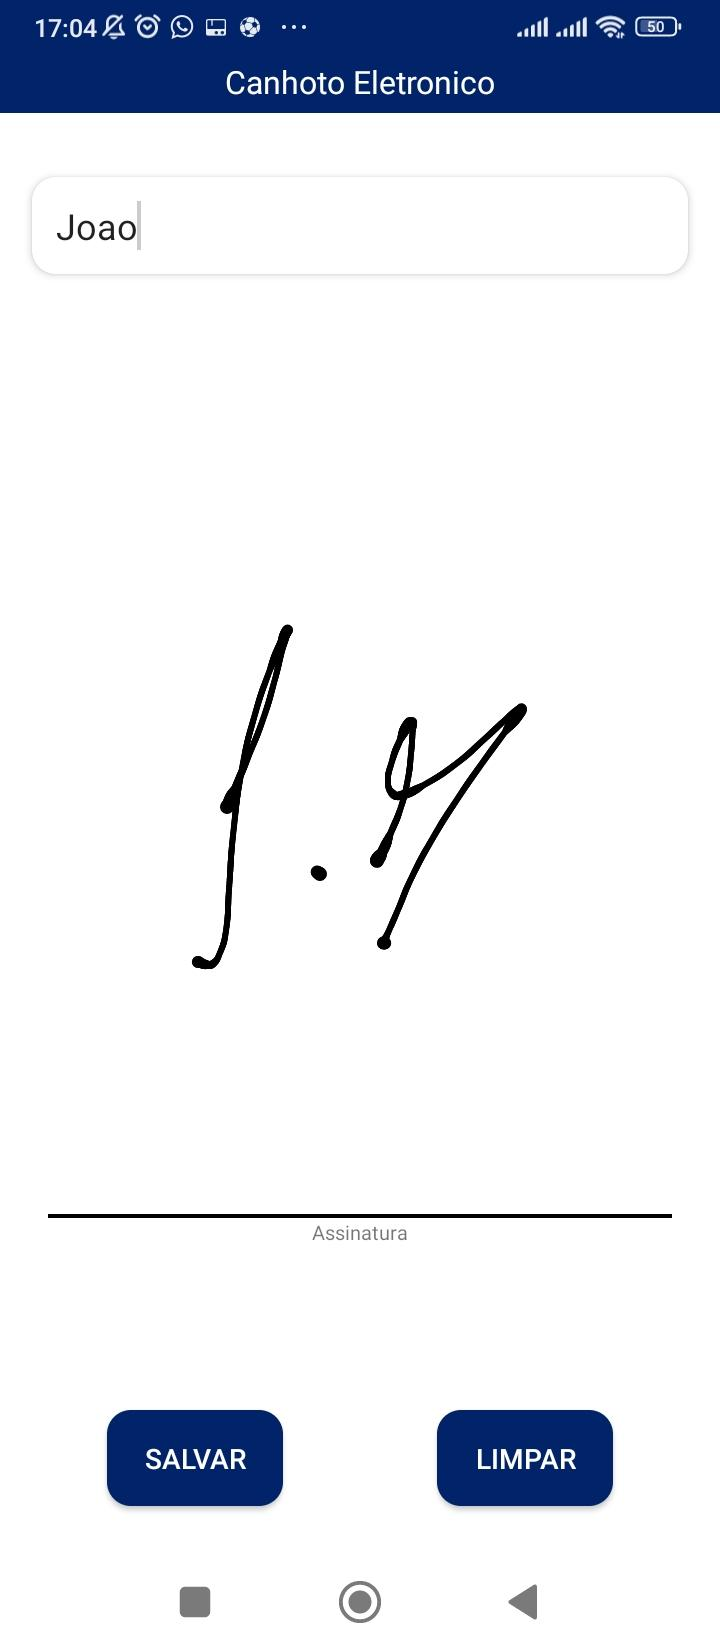 17:04 50
Canhoto Eletronico
Joao
Assinatura
SALVAR LIMPAR